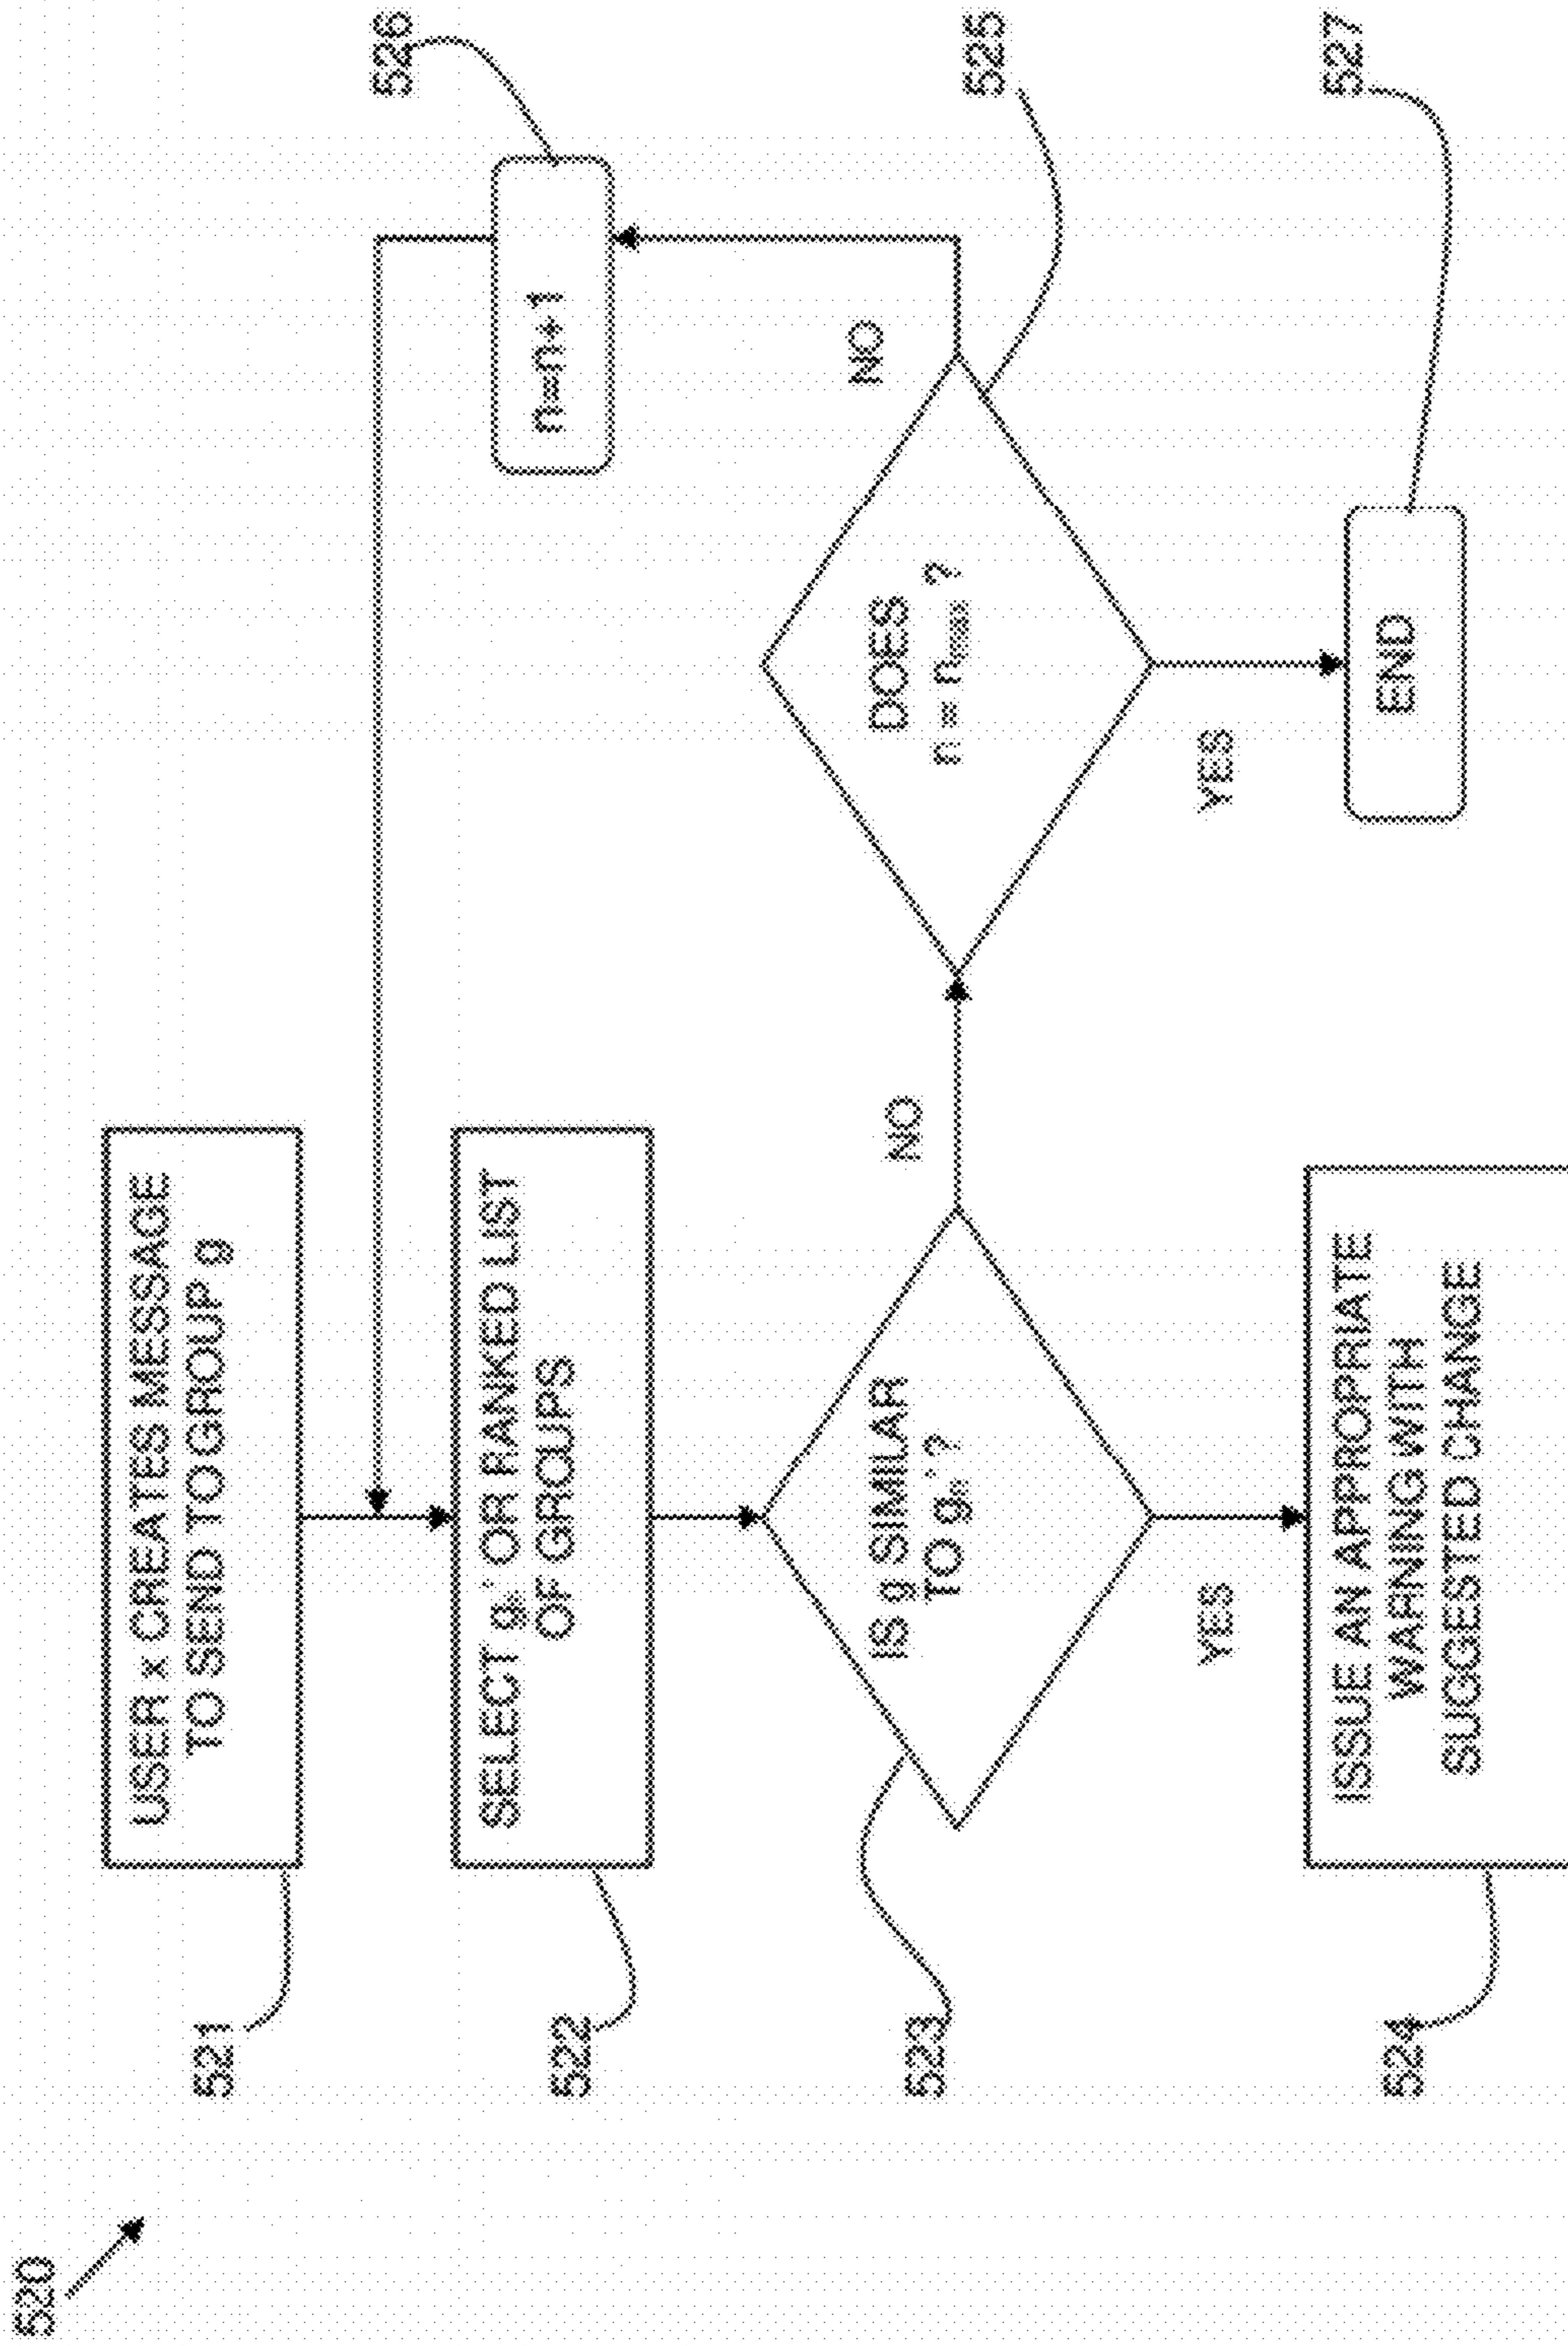 520
521
USER x CREATES MESSAGE
TO SEND TO GROUP g
522
SELECT g' OR RANKED LIST
OF GROUPS
523
IS g SIMILAR
TO gₙ'?
NO
YES
524
ISSUE AN APPROPRIATE
WARNING WITH
SUGGESTED CHANGE
525
DOES
n = nₘₐₓ ?
NO
YES
526
n=n+1
527
END